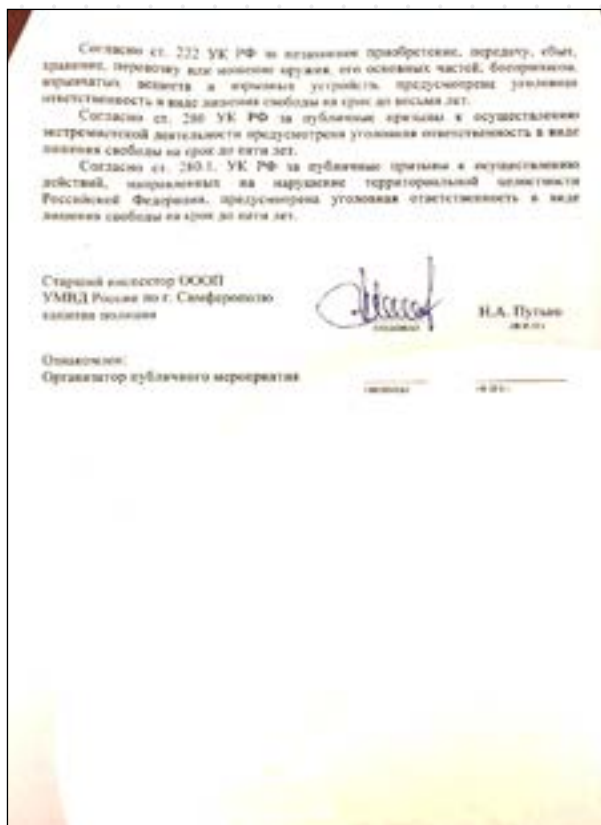 Согласно ст. 222 УК РФ за незаконное приобретение, передачу, сбыт,
хранение, перевозку или ношение оружия, его основных частей, боеприпасов,
взрывчатых веществ и взрывных устройств предусмотрена уголовная
ответственность в виде лишения свободы на срок до восьми лет.
Согласно ст. 280 УК РФ за публичные призывы к осуществлению
экстремистской деятельности предусмотрена уголовная ответственность в виде
лишения свободы на срок до пяти лет.
Согласно ст. 280.1. УК РФ за публичные призывы к осуществлению
действий, направленных на нарушение территориальной целостности
Российской Федерации, предусмотрена уголовная ответственность в виде
лишения свободы на срок до пяти лет.
Старший инспектор ОООП
УМВД России по г. Симферополю
капитан полиции
Н.А.
(подпись)
(Ф.И.О.)
Ознакомлен:
Организатор публичного мероприятия
(подпись)
(Ф.И.О.)